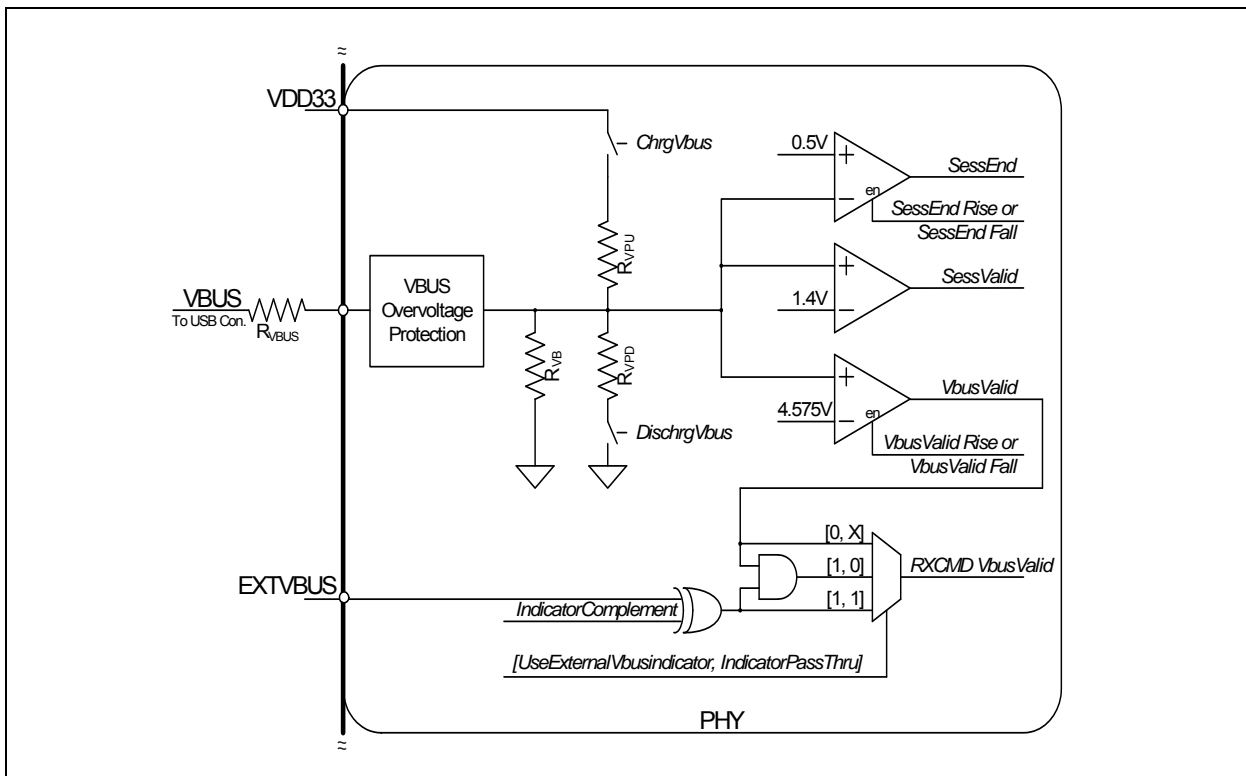 ≈
VDD33
ChrgVbus
0.5V
+
SessEnd
−
en
SessEnd Rise or
SessEnd Fall
RVPU
VBUS
Overvoltage
Protection
+
SessValid
1.4V
−
VBUS
To USB Con.
RVBUS
RVB
RVPD
+
VbusValid
4.575V
−
en
DischrgVbus
VbusValid Rise or
VbusValid Fall
[0, X]
[1, 0]
RXCMD VbusValid
EXTVBUS
[1, 1]
IndicatorComplement
[UseExternalVbusindicator, IndicatorPassThru]
PHY
≈